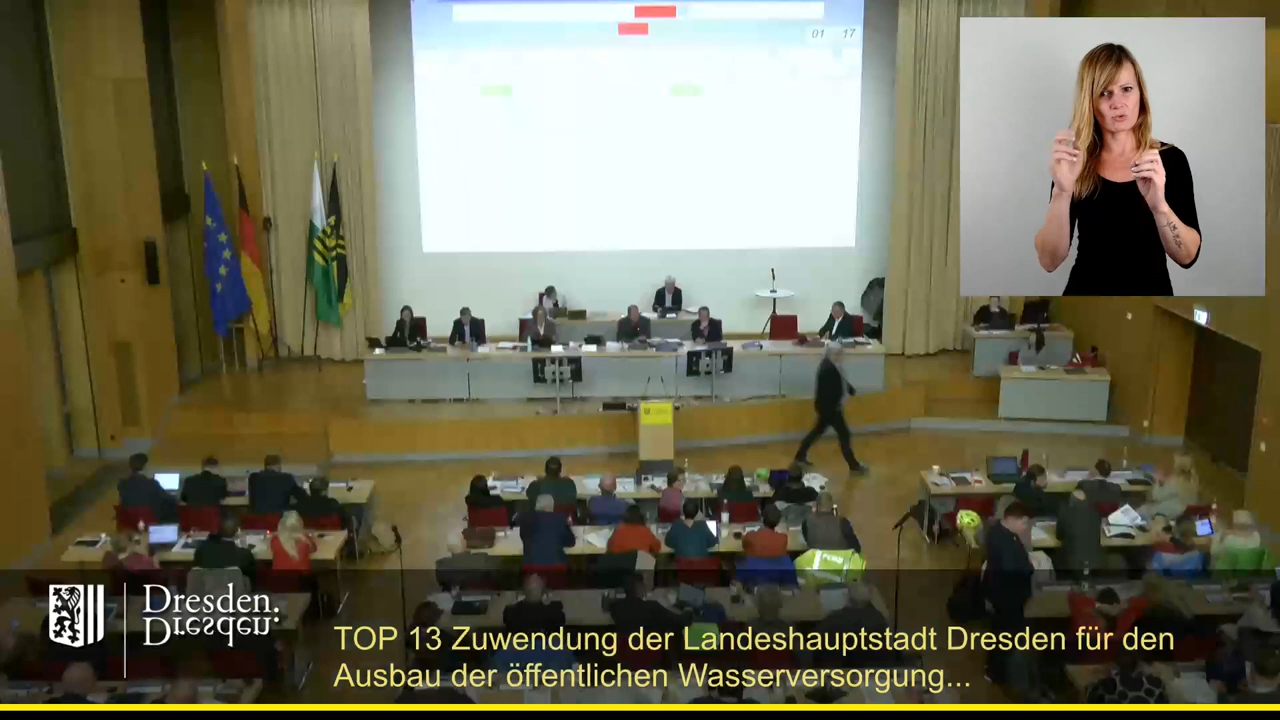 01 17
Dresden.
Dresden.
TOP 13 Zuwendung der Landeshauptstadt Dresden für den
Ausbau der öffentlichen Wasserversorgung...